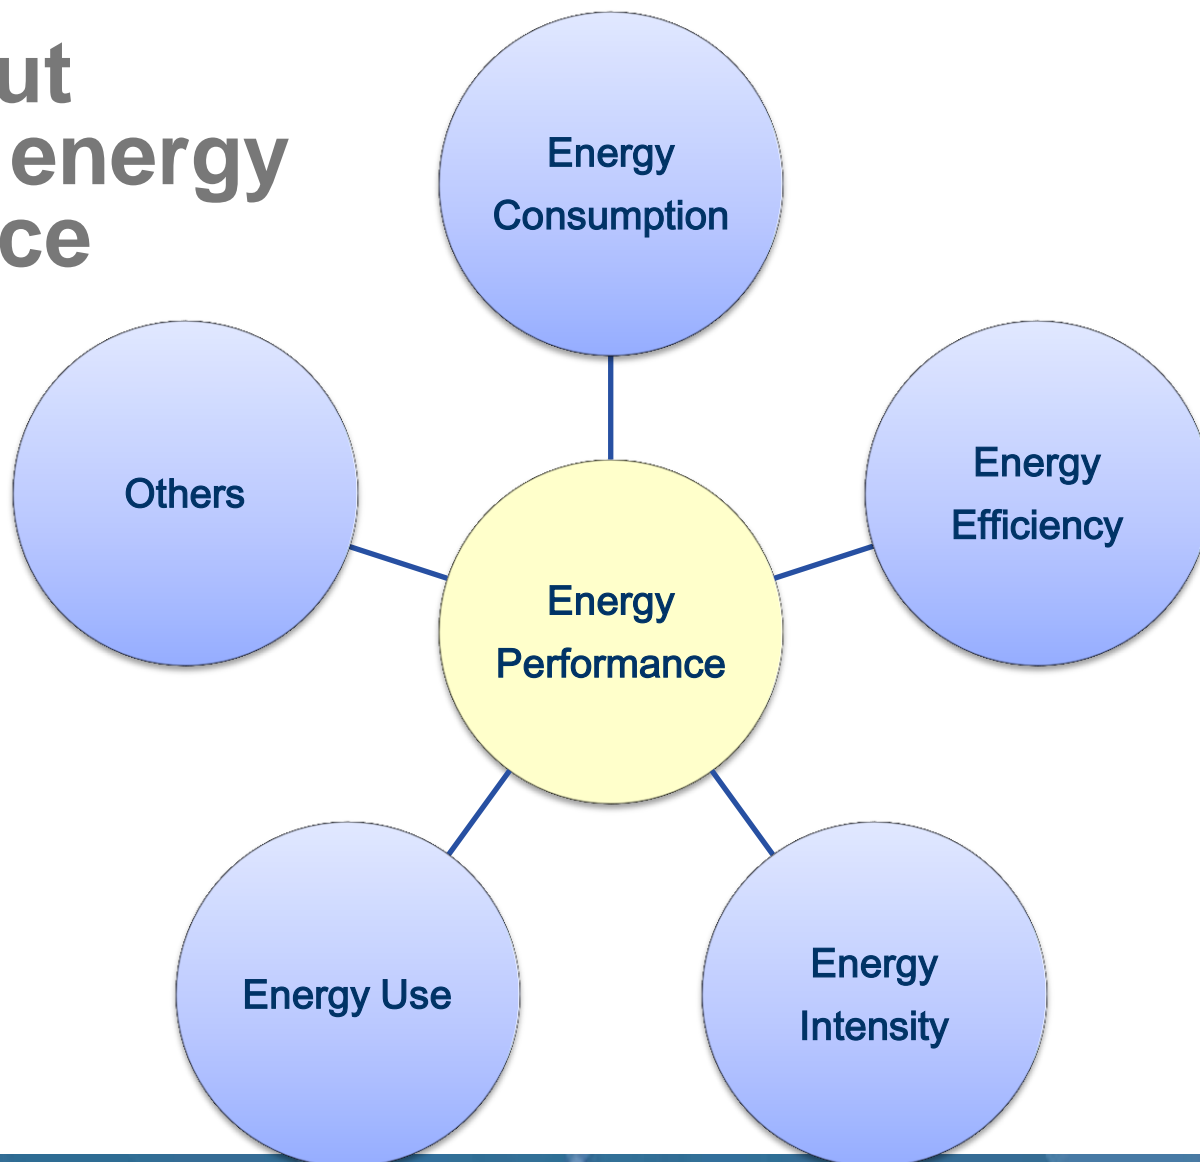 ut
energy
ce
Energy
Consumption
Energy
Efficiency
Energy
Intensity
Energy Use
Others
Energy
Performance